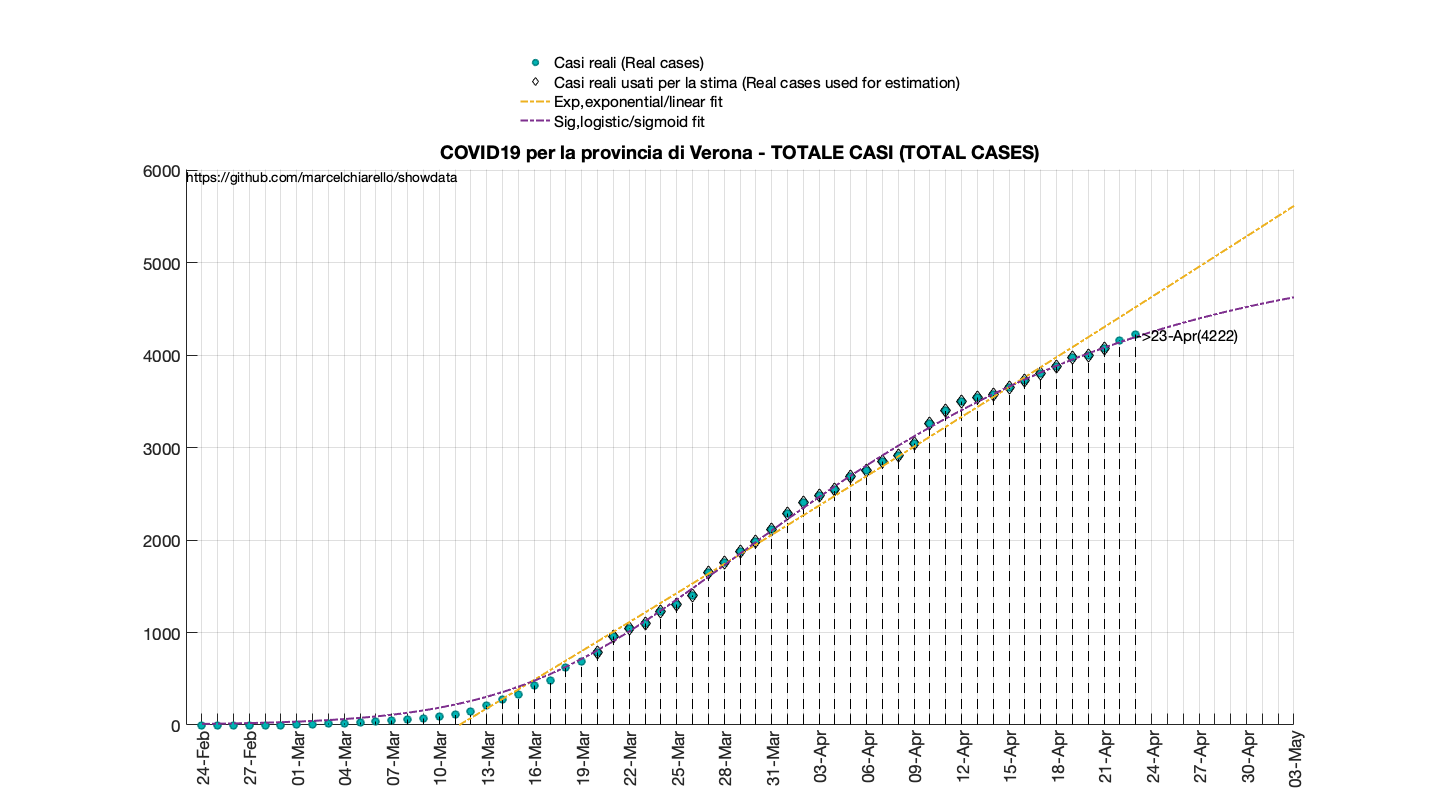 Casi reali (Real cases)
Casi reali usati per la stima (Real cases used for estimation)
Exp,exponential/linear fit
Sig,logistic/sigmoid fit
COVID19 per la provincia di Verona - TOTALE CASI (TOTAL CASES)
https://github.com/marcelchiarello/showdata
6000
5000
4000
3000
2000
1000
0
>23-Apr(4222)
24-Feb
27-Feb
01-Mar
04-Mar
07-Mar
10-Mar
13-Mar
16-Mar
19-Mar
22-Mar
25-Mar
28-Mar
31-Mar
03-Apr
06-Apr
09-Apr
12-Apr
15-Apr
18-Apr
21-Apr
24-Apr
27-Apr
30-Apr
03-May